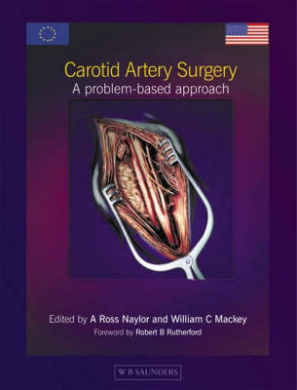 Carotid Artery Surgery
A problem-based approach
Edited by A Ross Naylor and William C Mackey
Foreword by Robert B Rutherford
W B SAUNDERS